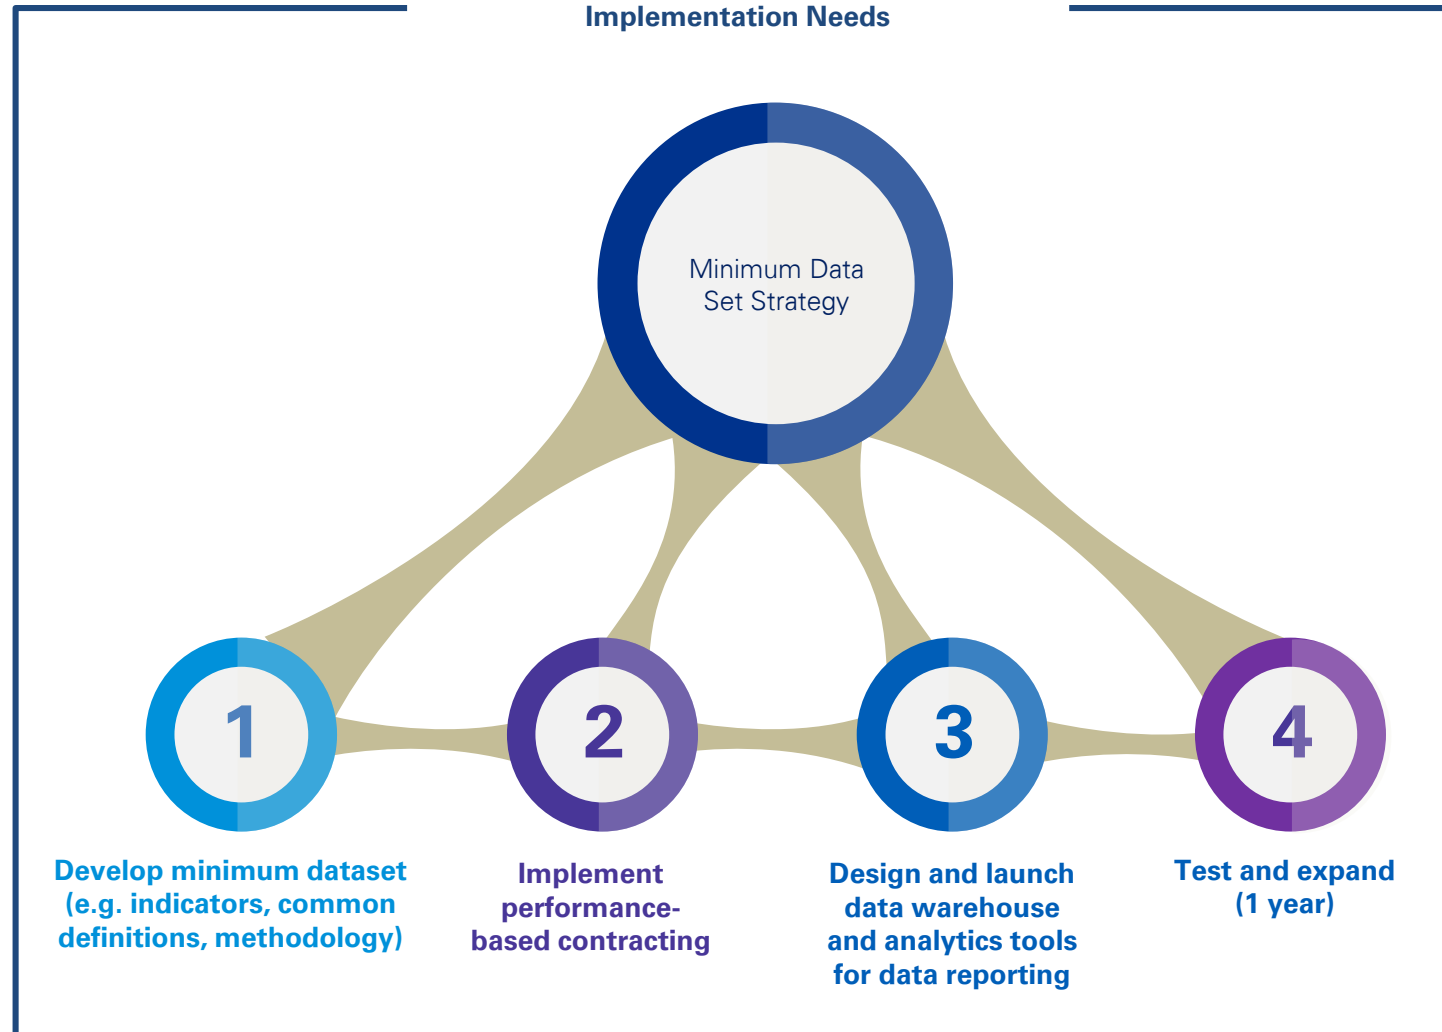 Implementation Needs
Minimum Data
Set Strategy
1
2
3
4
Develop minimum dataset
(e.g. indicators, common
definitions, methodology)
Implement
performance-
based contracting
Design and launch
data warehouse
and analytics tools
for data reporting
Test and expand
(1 year)